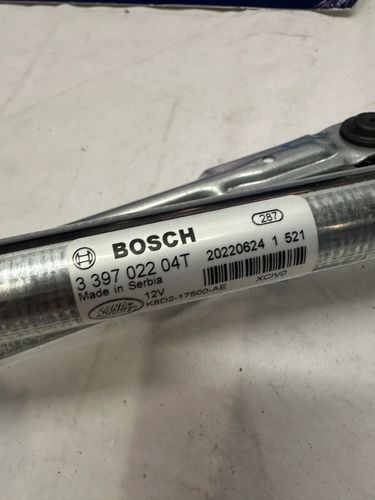 287
BOSCH
3 397 022 04T 20220624 1 521
Made in Serbia
12V XCIV0
K8D2-17500-AE